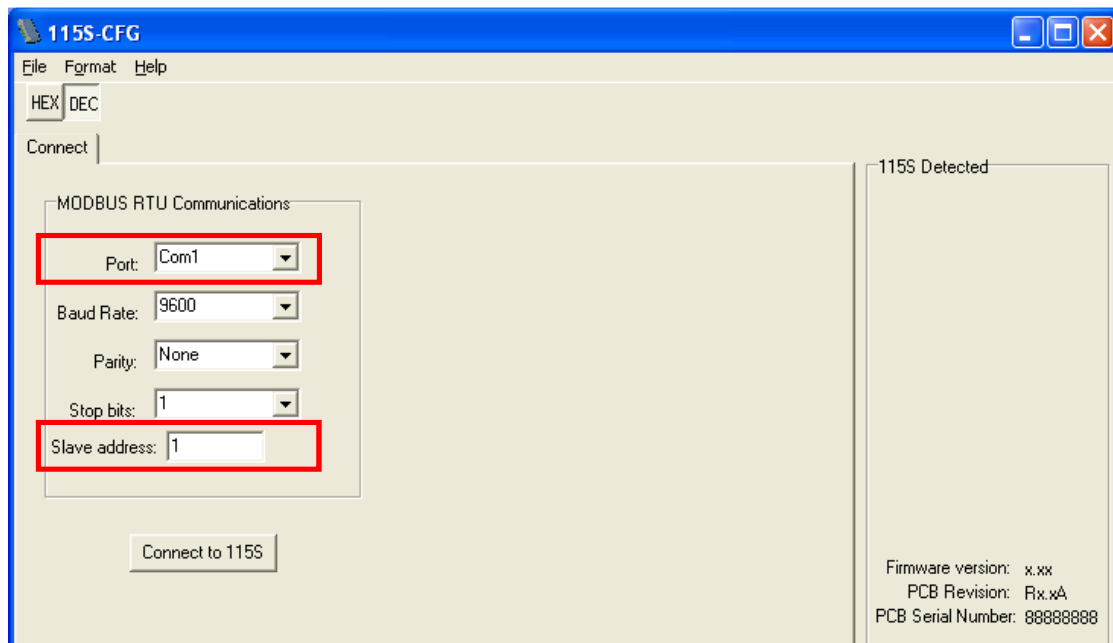 115S-CFG
File Format Help
HEX DEC
Connect
115S Detected
MODBUS RTU Communications
Port: Com1
Baud Rate: 9600
Parity: None
Stop bits: 1
Slave address: 1
Connect to 115S
Firmware version: x.xx
PCB Revision: Rx.xA
PCB Serial Number: 88888888